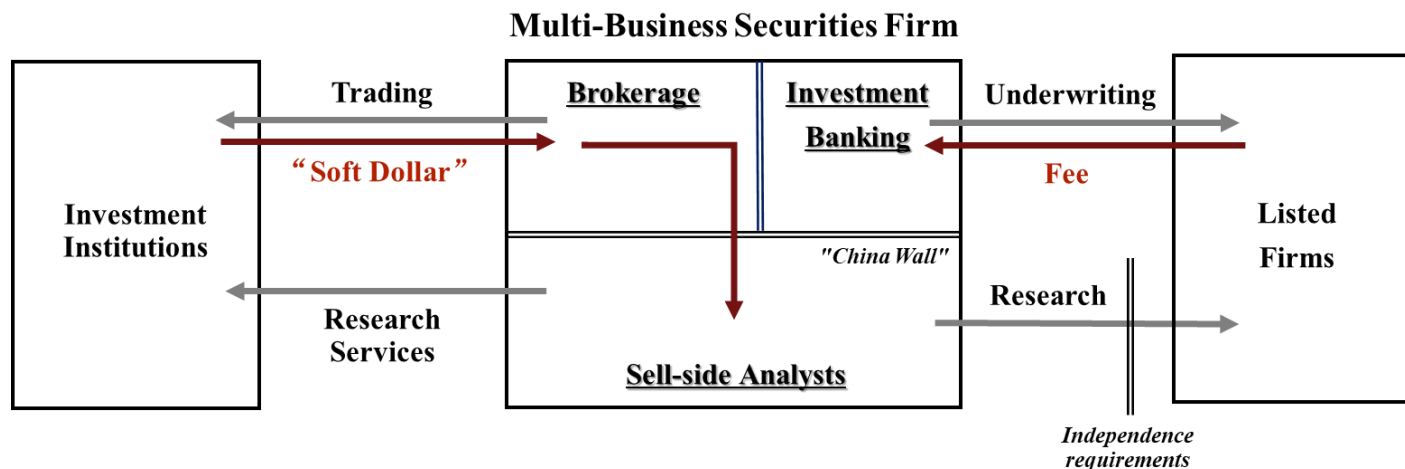 Multi-Business Securities Firm
Trading
“Soft Dollar”
Investment
Institutions
Research
Services
Brokerage
Investment
Banking
"China Wall"
Sell-side Analysts
Underwriting
Fee
Research
Independence
requirements
Listed
Firms